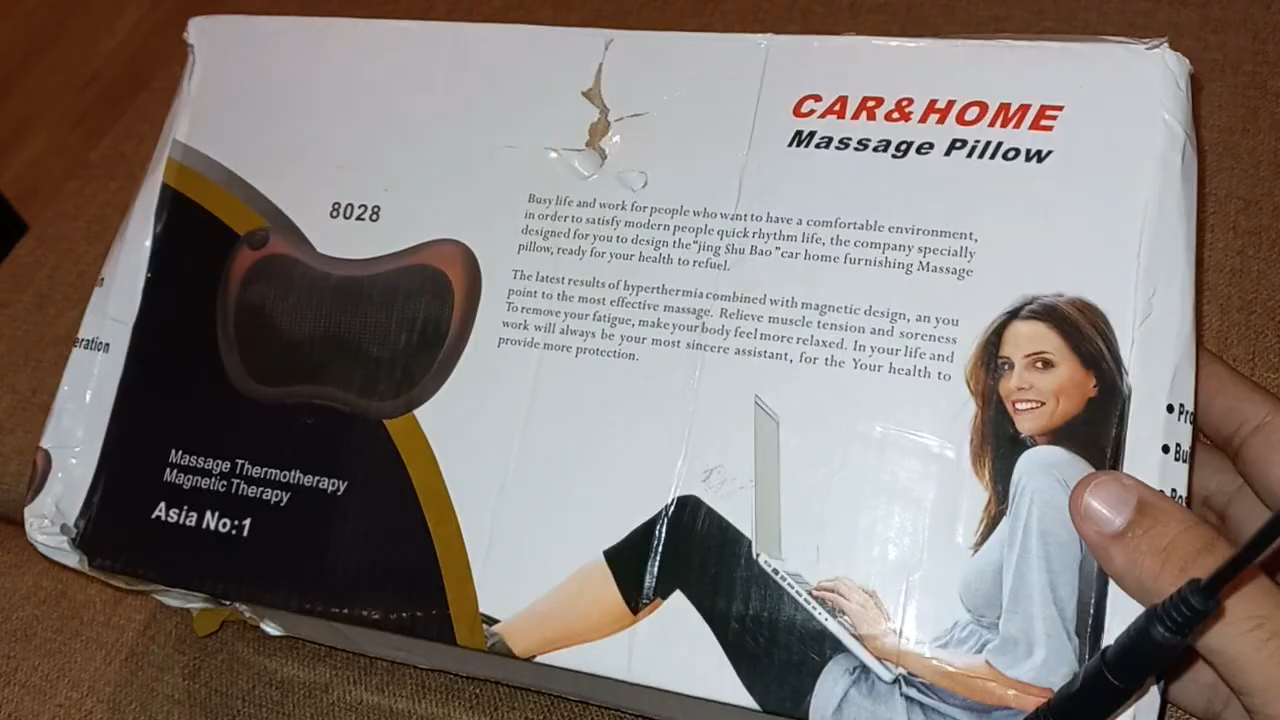 CAR&HOME
Massage Pillow
8028
Busy life and work for people who want to have a comfortable environment,
in order to satisfy modern people quick rhythm life, the company specially
designed for you to design the "jing Shu Bao" car home furnishing Massage
pillow, ready for your health to refuel.
The latest results of hyperthermia combined with magnetic design, an you
point to the most effective massage. Relieve muscle tension and soreness
To remove your fatigue, make your body feel more relaxed. In your life and
work will always be your most sincere assistant, for the Your health to
provide more protection.
Massage Thermotherapy
Magnetic Therapy
Asia No:1